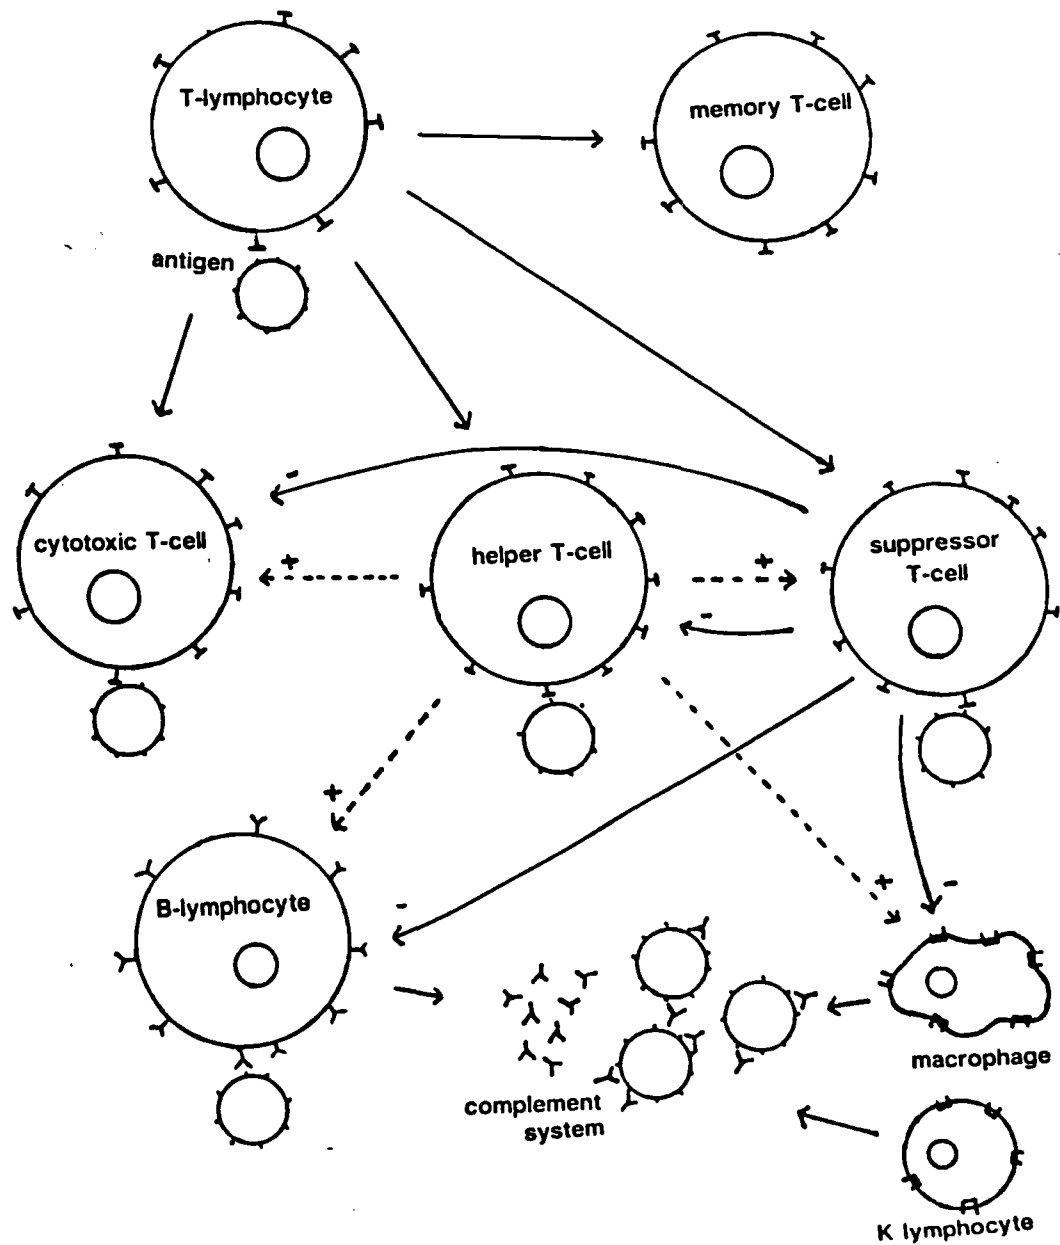 T-lymphocyte
memory T-cell
antigen
cytotoxic T-cell
helper T-cell
suppressor
T-cell
-
+
+
-
+
+
-
-
B-lymphocyte
complement
system
macrophage
K lymphocyte